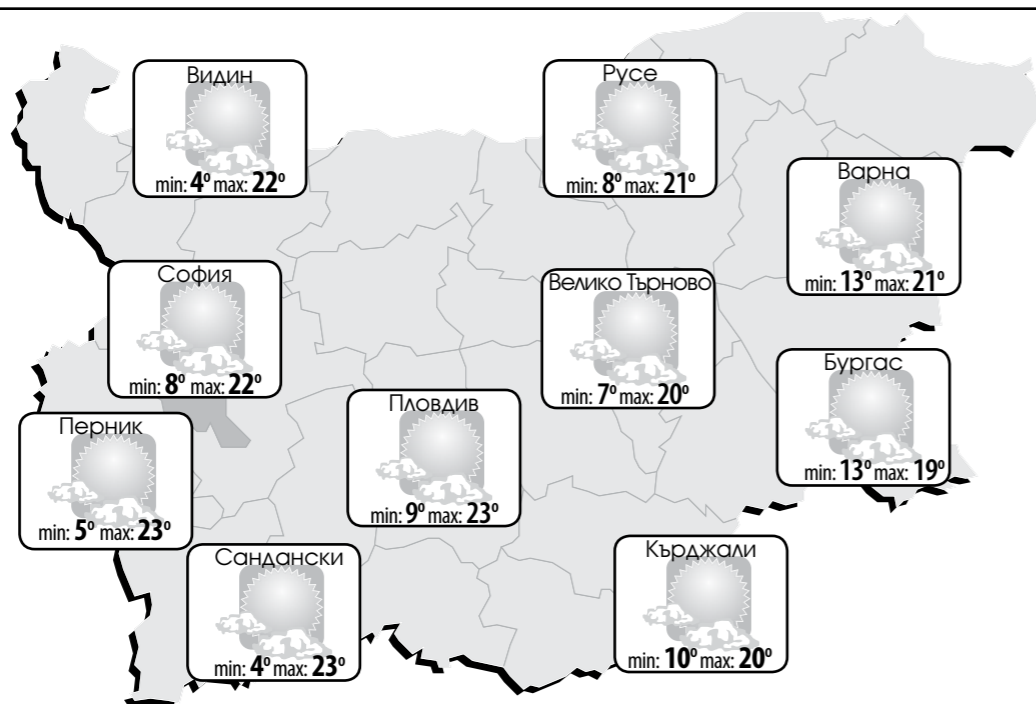 Видин
min: 4º max: 22º
Русе
min: 8º max: 21º
Варна
min: 13º max: 21º
София
min: 8º max: 22º
Велико Търново
min: 7º max: 20º
Бургас
min: 13º max: 19º
Пловдив
min: 9º max: 23º
Перник
min: 5º max: 23º
Сандански
min: 4º max: 23º
Кърджали
min: 10º max: 20º